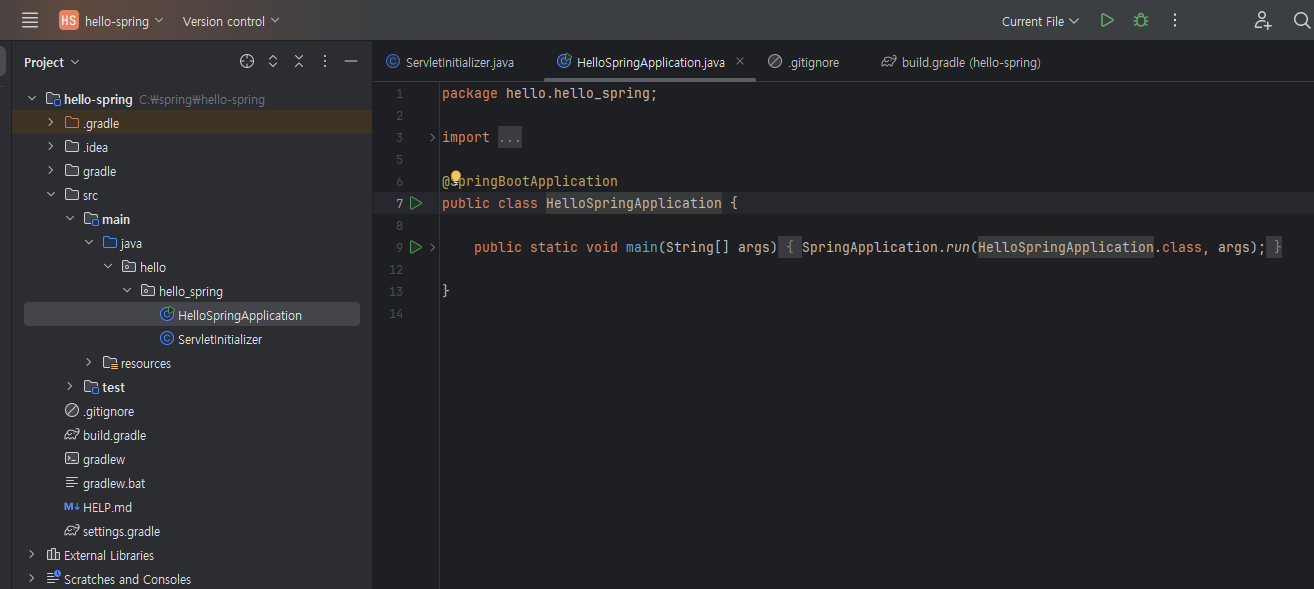 HS hello-spring Version control Current File
Project
ServletInitializer.java HelloSpringApplication.java .gitignore build.gradle (hello-spring)
hello-spring C:₩spring₩hello-spring
.gradle
.idea
gradle
src
main
java
hello
hello_spring
HelloSpringApplication
ServletInitializer
resources
test
.gitignore
build.gradle
gradlew
gradlew.bat
M↓ HELP.md
settings.gradle
External Libraries
Scratches and Consoles
1 package hello.hello_spring;
2
3 import ...
5
6 @SpringBootApplication
7 public class HelloSpringApplication {
8
9 public static void main(String[] args) { SpringApplication.run(HelloSpringApplication.class, args); }
12
13 }
14